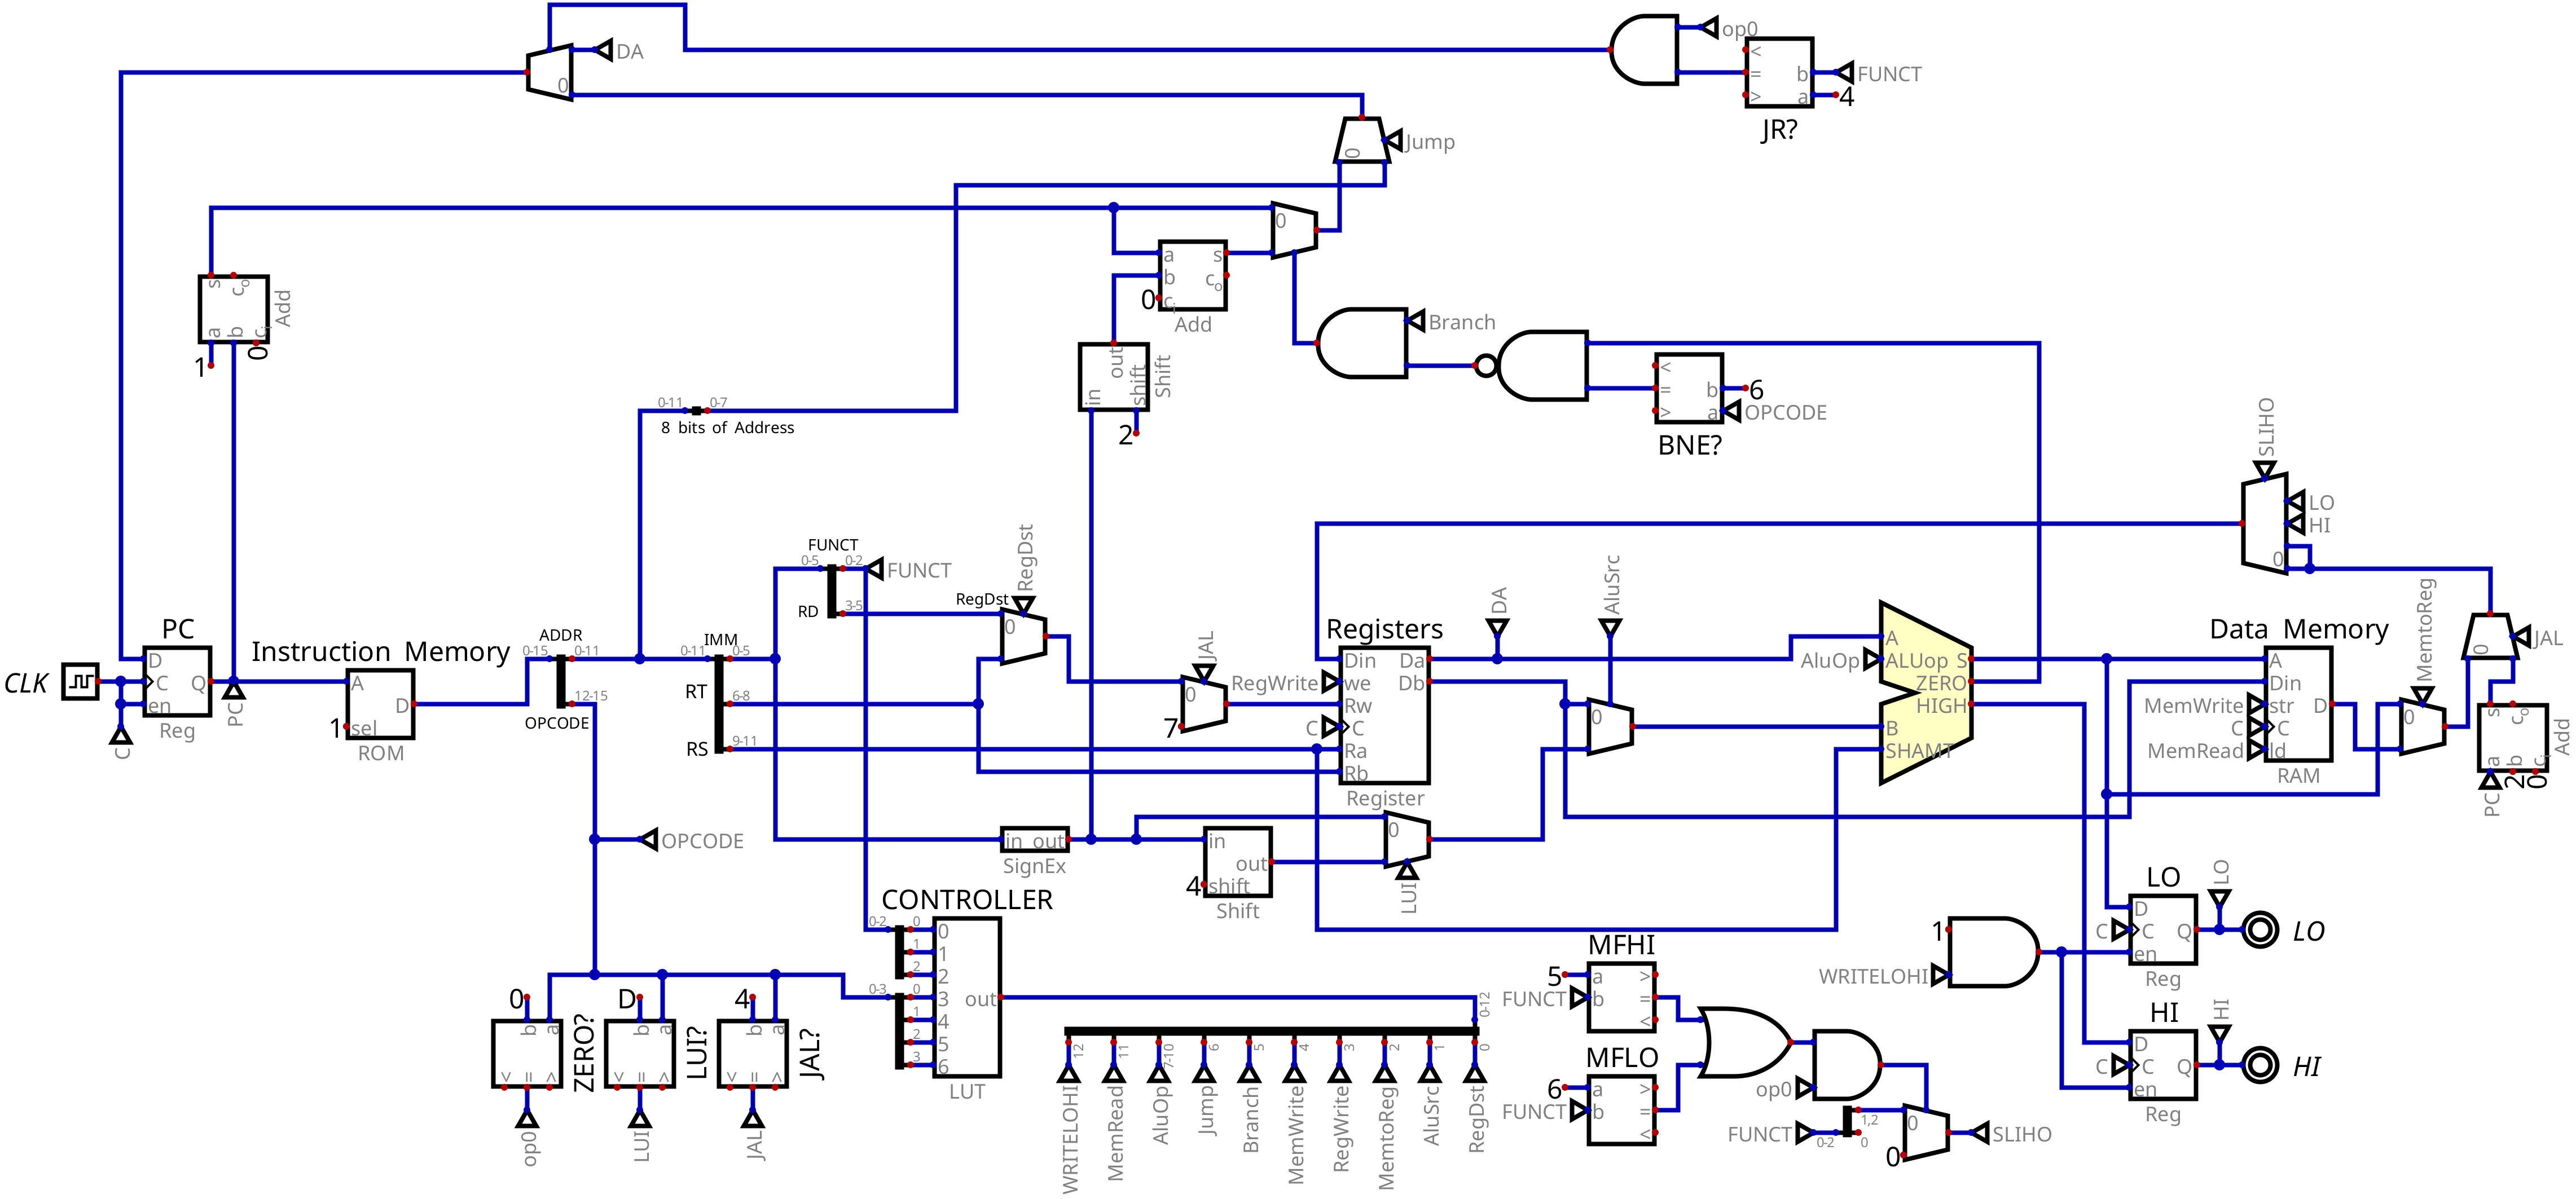 DA
0
op0
<
=
>
b
a
FUNCT
4
JR?
0
Jump
0
s
co
a
b
ci
Add
1
0
a
b
ci
s
co
0
Add
out
in
shift
Shift
2
Branch
<
=
>
b
a
6
OPCODE
BNE?
0-11
0-7
8 bits of Address
SLIHO
LO
HI
0
CLK
PC
D
C
en
Q
Reg
C
PC
Instruction Memory
A
sel
D
1
ROM
ADDR
0-15
0-11
12-15
OPCODE
IMM
0-11
0-5
RT
6-8
RS
9-11
FUNCT
0-5
0-2
FUNCT
RD
3-5
RegDst
RegDst
0
JAL
0
7
Registers
Din
Da
we
Db
Rw
C
Ra
Rb
RegWrite
C
Register
DA
AluSrc
0
AluOp
A
ALUop
S
ZERO
HIGH
B
SHAMT
Data Memory
A
Din
str
C
ld
D
MemWrite
C
MemRead
RAM
MemtoReg
0
JAL
0
s
co
a
b
ci
Add
PC
2
0
OPCODE
in out
SignEx
in
out
shift
4
Shift
0
LUI
CONTROLLER
0-2
0
1
2
0-3
0
1
2
3
0
1
2
3
4
5
6
out
LUT
0
b
a
<
=
>
ZERO?
op0
D
b
a
<
=
>
LUI?
LUI
4
b
a
<
=
>
JAL?
JAL
0-12
12
11
7-10
6
5
4
3
2
1
0
WRITELOHI
MemRead
AluOp
Jump
Branch
MemWrite
RegWrite
MemtoReg
AluSrc
RegDst
MFHI
5
a
b
>
=
<
FUNCT
MFLO
6
a
b
>
=
<
FUNCT
op0
FUNCT
0-2
1,2
0
0
0
SLIHO
1
WRITELOHI
LO
D
C
en
Q
C
Reg
LO
LO
HI
D
C
en
Q
C
Reg
HI
HI